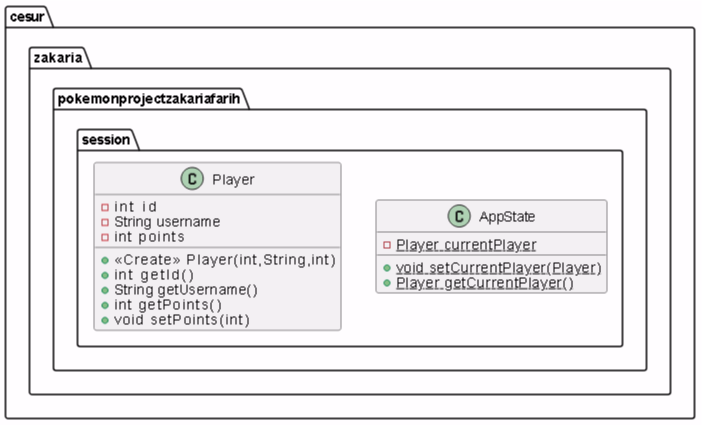 cesur
zakaria
pokemonprojectzakariafarih
session
C Player
int id
String username
int points
«Create» Player(int,String,int)
int getId()
String getUsername()
int getPoints()
void setPoints(int)
C AppState
Player currentPlayer
void setCurrentPlayer(Player)
Player getCurrentPlayer()